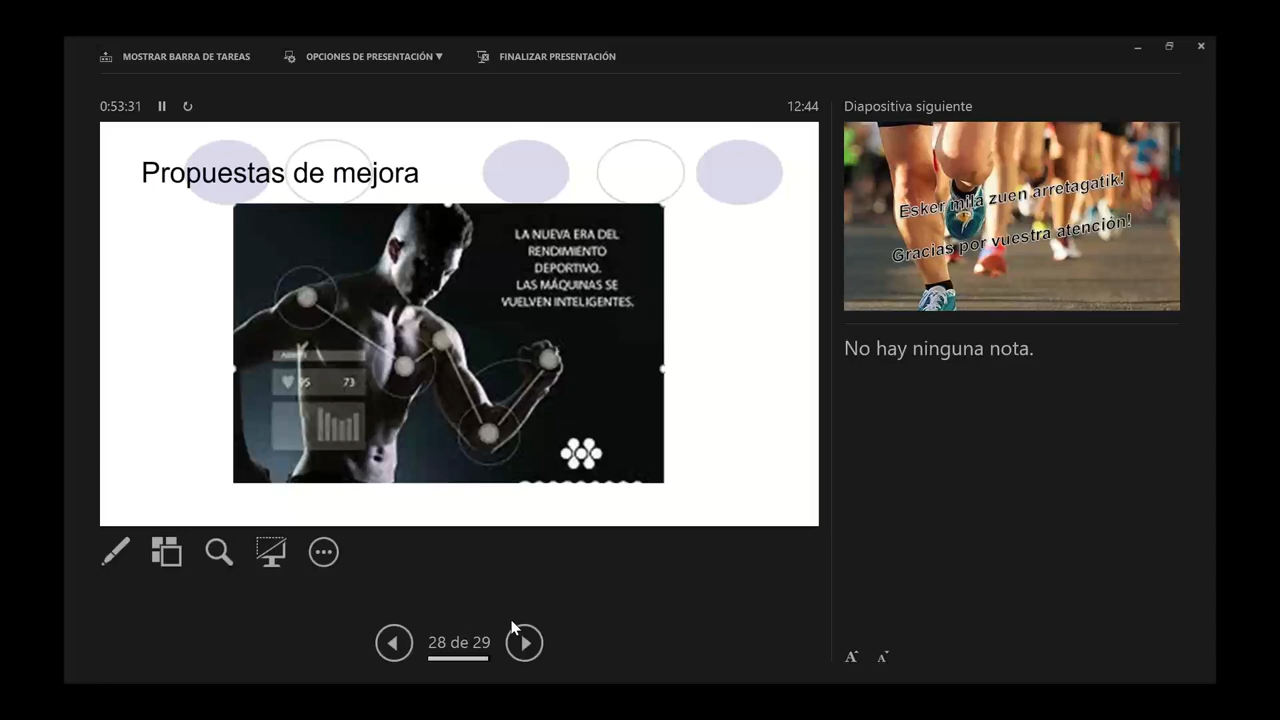 MOSTRAR BARRA DE TAREAS
OPCIONES DE PRESENTACIÓN ▼
FINALIZAR PRESENTACIÓN
0:53:31
12:44
Propuestas de mejora
LA NUEVA ERA DEL
RENDIMIENTO
DEPORTIVO.
LAS MÁQUINAS SE
VUELVEN INTELIGENTES.
95 73
Diapositiva siguiente
Esker mila zuen arretagatik!
Gracias por vuestra atención!
No hay ninguna nota.
28 de 29
A A